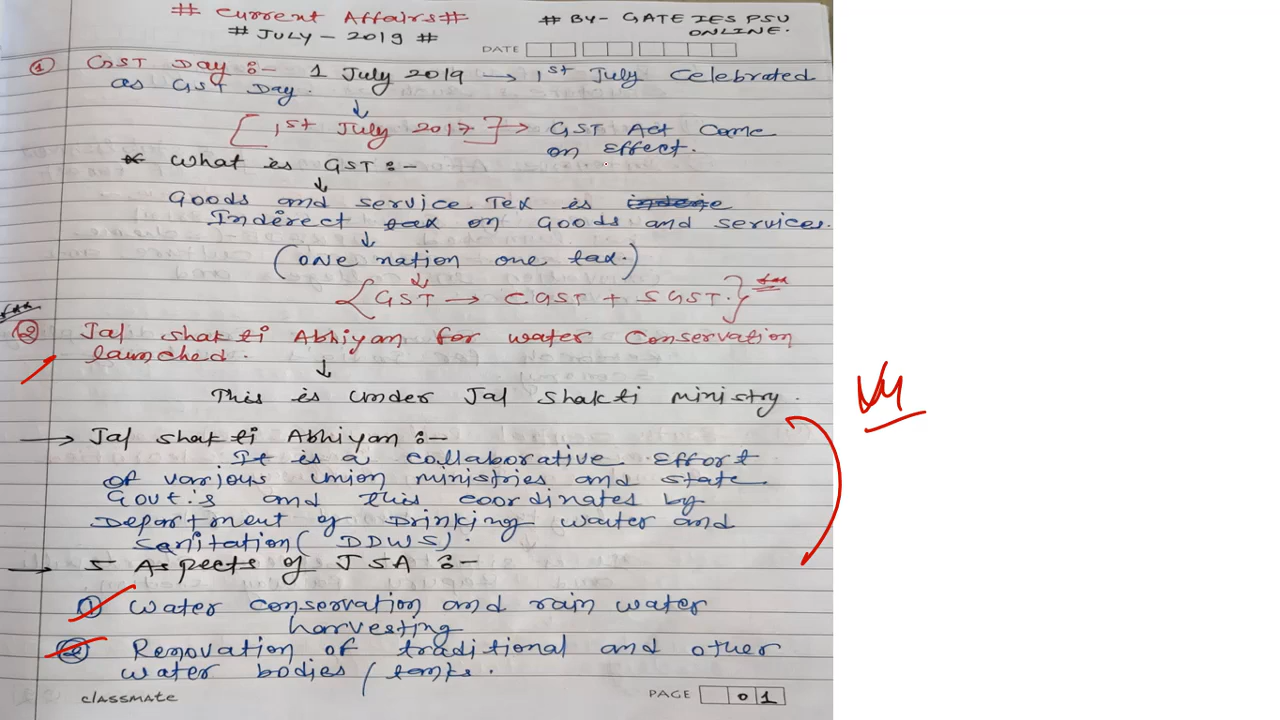 # Current Affairs #
# BY- GATE IES PSU
ONLINE.
# JULY - 2019 #
DATE
① GST Day :- 1 July 2019 → 1st July Celebrated
as GST Day.
↓
[1st July 2017] → GST Act Came
on Effect.
* What is GST :-
↓
Goods and service Tex is
Inderect tax on Goods and services.
↓
(one nation one tax.)
↓
{GST → CGST + SGST.}
② Jal shakti Abhiyan for water Conservation
launched.
↓
This is under Jal Shakti ministry.
→ Jal shakti Abhiyan :-
It is a collaborative Effort
of various union ministries and state
Govt.'s and this coordinates by
Department of Drinking water and
Sanitation (DDWS).
→ 5 Aspects of JSA :-
① Water conservation and rain water
harvesting
② Renovation of traditional and other
water bodies / tanks.
classmate
PAGE 01